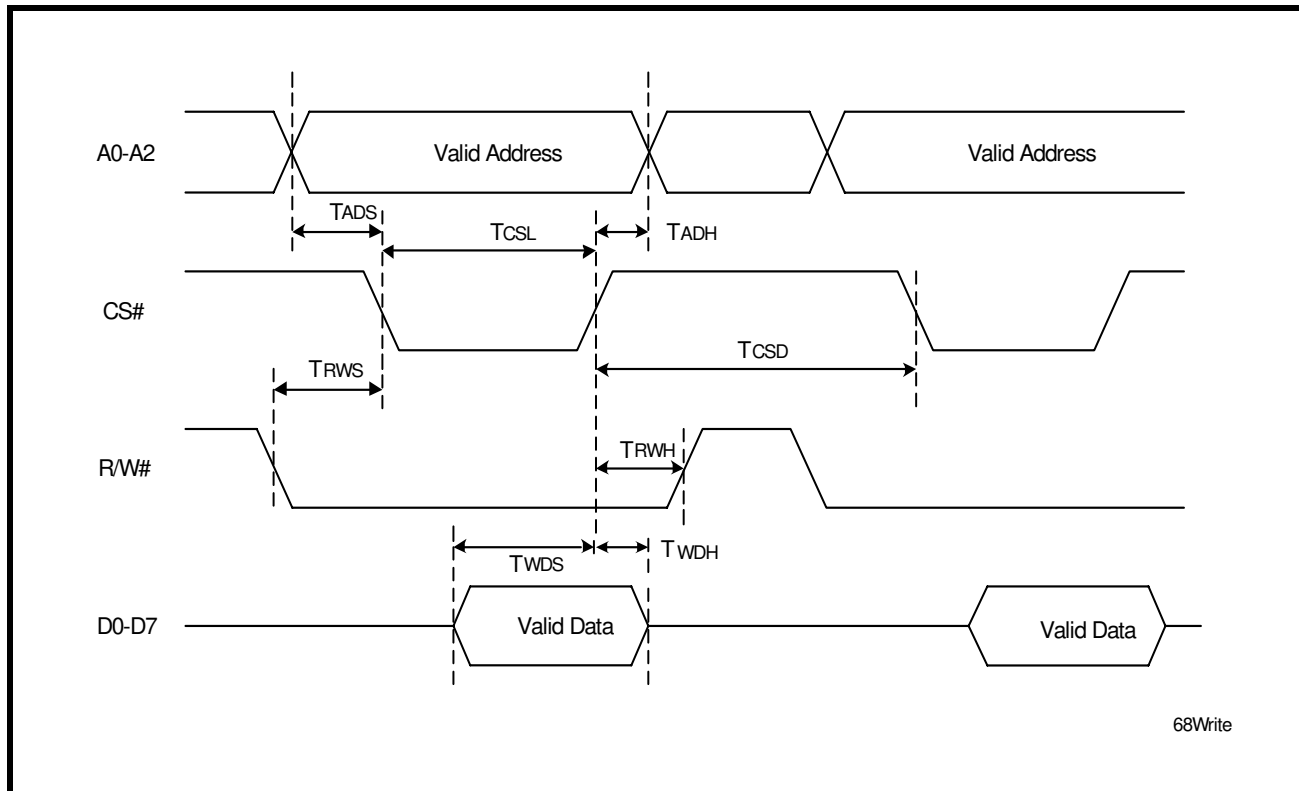 A0-A2
Valid Address
Valid Address
TADS
TCSL
TADH
CS#
TRWS
TCSD
R/W#
TRWH
TWDS
TWDH
D0-D7
Valid Data
Valid Data
68Write